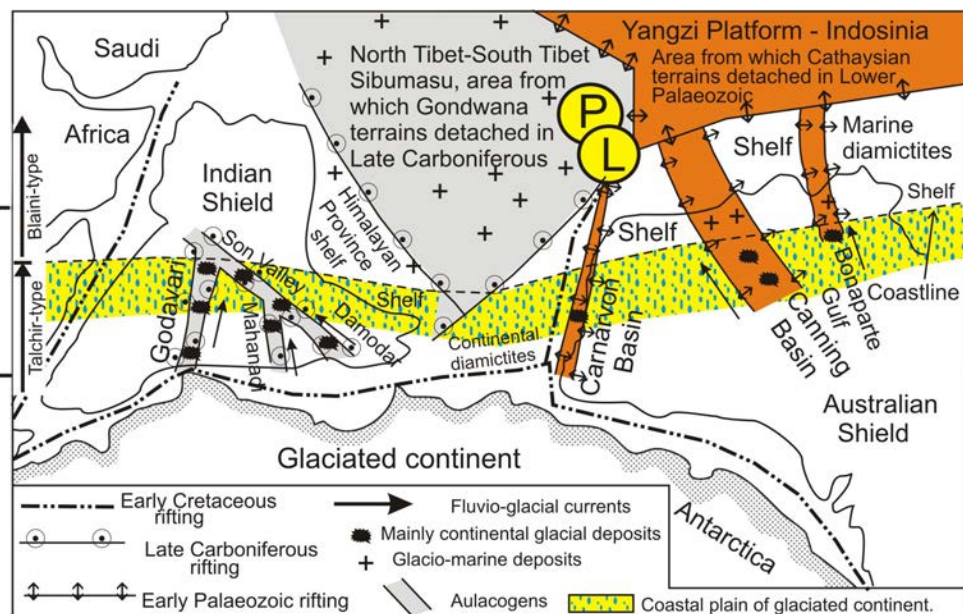 Saudi
Africa
Indian
Shield
North Tibet-South Tibet
Sibumasu, area from
which Gondwana
terrains detached in
Late Carboniferous
P
L
Yangzi Platform - Indosinia
Area from which Cathaysian
terrains detached in Lower
Palaeozoic
Shelf
Marine
diamictites
Shelf
Himalayan
Province
shelf
Shelf
Shelf
Blaini-type
Talchir-type
Godavari
Son Valley
Mahanadi
Damodar
Continental
diamictites
Carnarvon
Basin
Canning
Basin
Bonaparte
Gulf
Coastline
Australian
Shield
Glaciated continent
Antarctica
Early Cretaceous
rifting
Late Carboniferous
rifting
Early Palaeozoic rifting
Fluvio-glacial currents
Mainly continental glacial deposits
Glacio-marine deposits
Aulacogens
Coastal plain of glaciated continent.